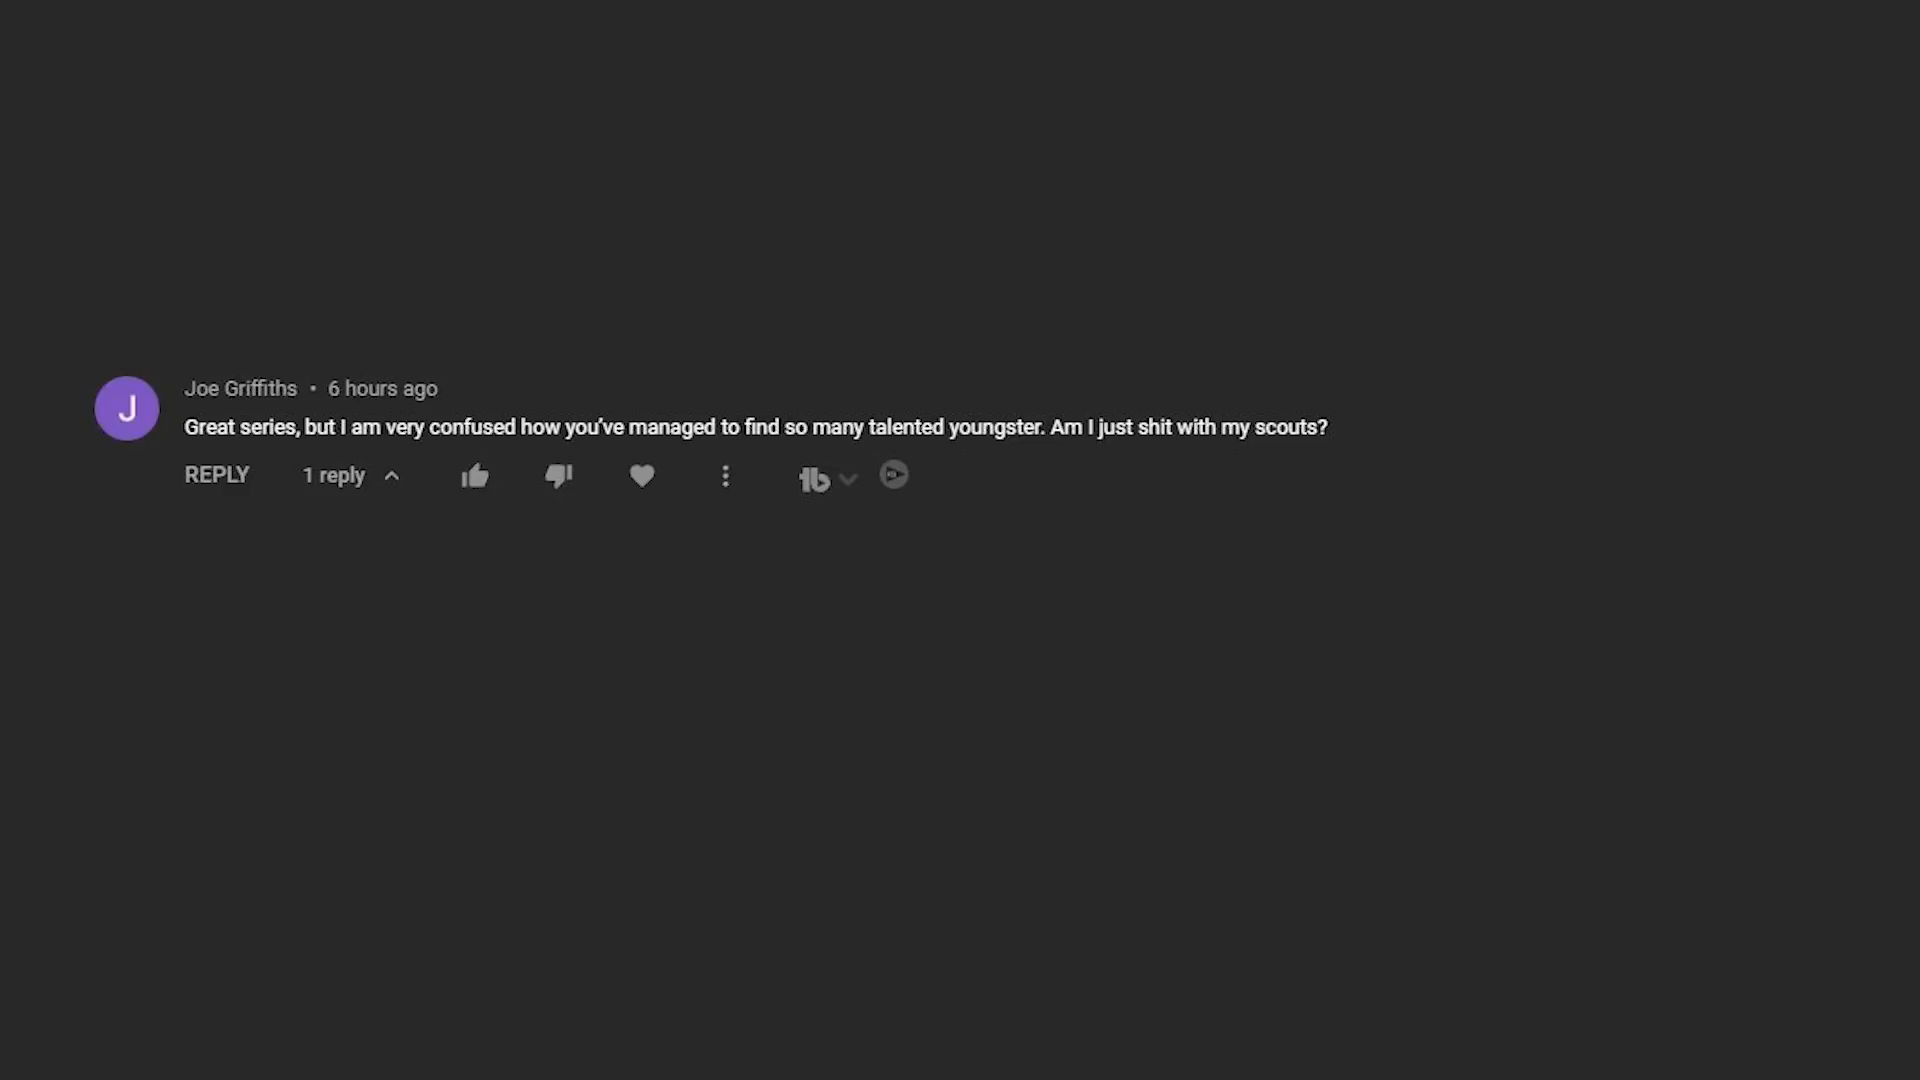 J
Joe Griffiths • 6 hours ago
Great series, but I am very confused how you've managed to find so many talented youngster. Am I just shit with my scouts?
REPLY 1 reply